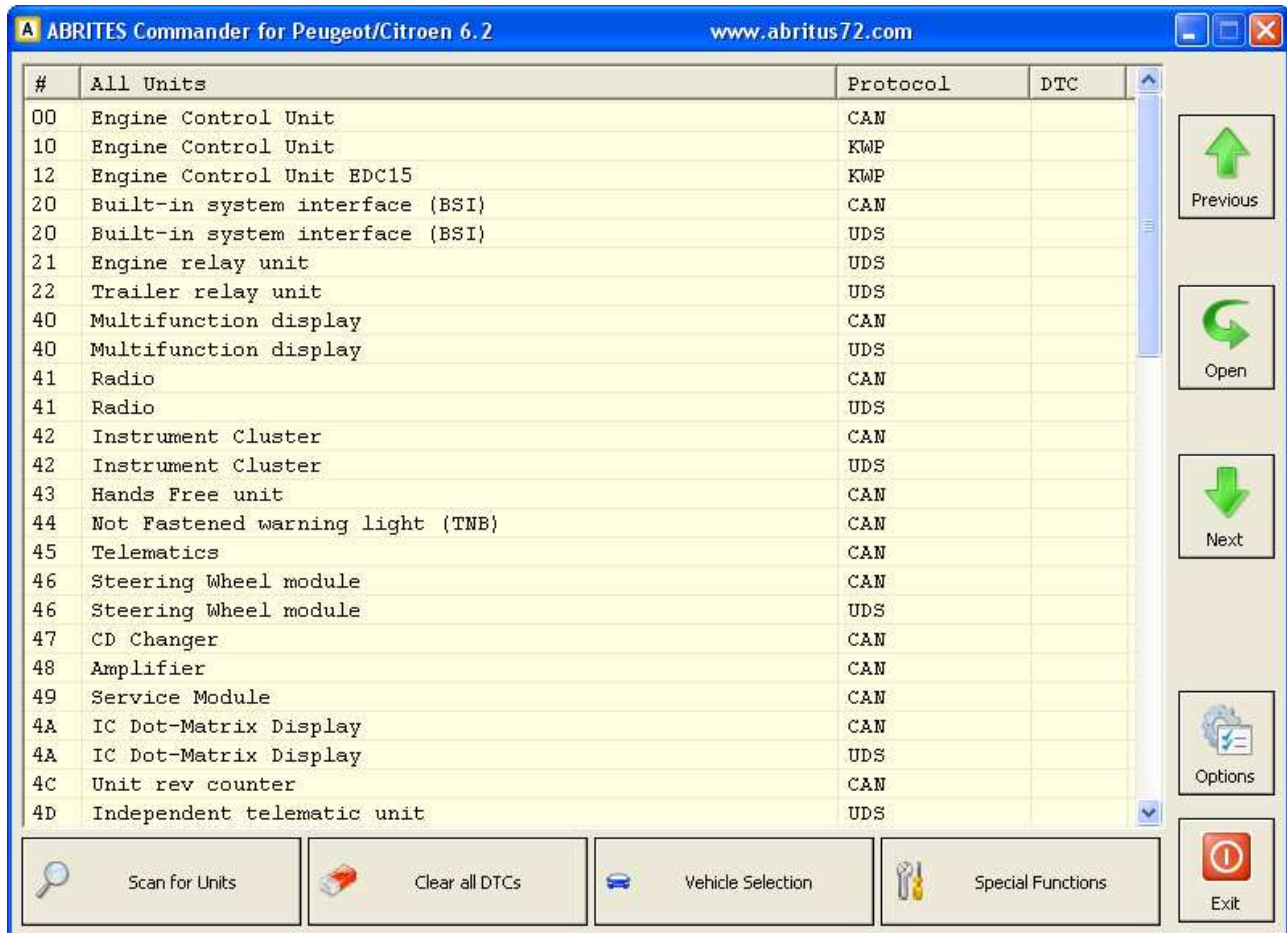 A ABRITES Commander for Peugeot/Citroen 6.2 www.abritus72.com
# All Units Protocol DTC
00 Engine Control Unit CAN
10 Engine Control Unit KWP
12 Engine Control Unit EDC15 KWP
20 Built-in system interface (BSI) CAN
20 Built-in system interface (BSI) UDS
21 Engine relay unit UDS
22 Trailer relay unit UDS
40 Multifunction display CAN
40 Multifunction display UDS
41 Radio CAN
41 Radio UDS
42 Instrument Cluster CAN
42 Instrument Cluster UDS
43 Hands Free unit CAN
44 Not Fastened warning light (TNB) CAN
45 Telematics CAN
46 Steering Wheel module CAN
46 Steering Wheel module UDS
47 CD Changer CAN
48 Amplifier CAN
49 Service Module CAN
4A IC Dot-Matrix Display CAN
4A IC Dot-Matrix Display UDS
4C Unit rev counter CAN
4D Independent telematic unit UDS
Previous
Open
Next
Options
Exit
Scan for Units Clear all DTCs Vehicle Selection Special Functions